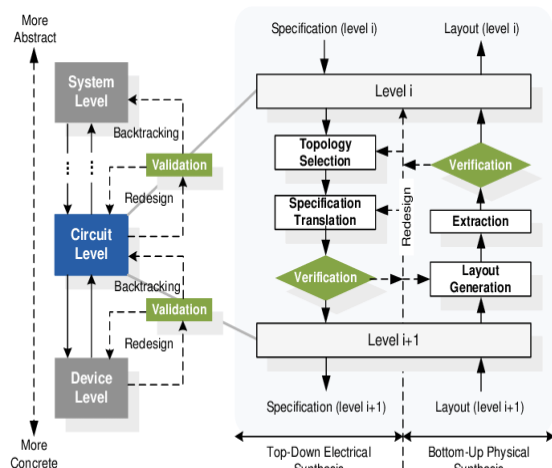 More
Abstract
System
Level
Backtracking
Validation
Redesign
Circuit
Level
Backtracking
Validation
Redesign
Device
Level
More
Concrete
Specification (level i)
Layout (level i)
Level i
Topology
Selection
Verification
Specification
Translation
Redesign
Extraction
Verification
Layout
Generation
Level i+1
Specification (level i+1)
Layout (level i+1)
Top-Down Electrical
Synthesis
Bottom-Up Physical
Synthesis